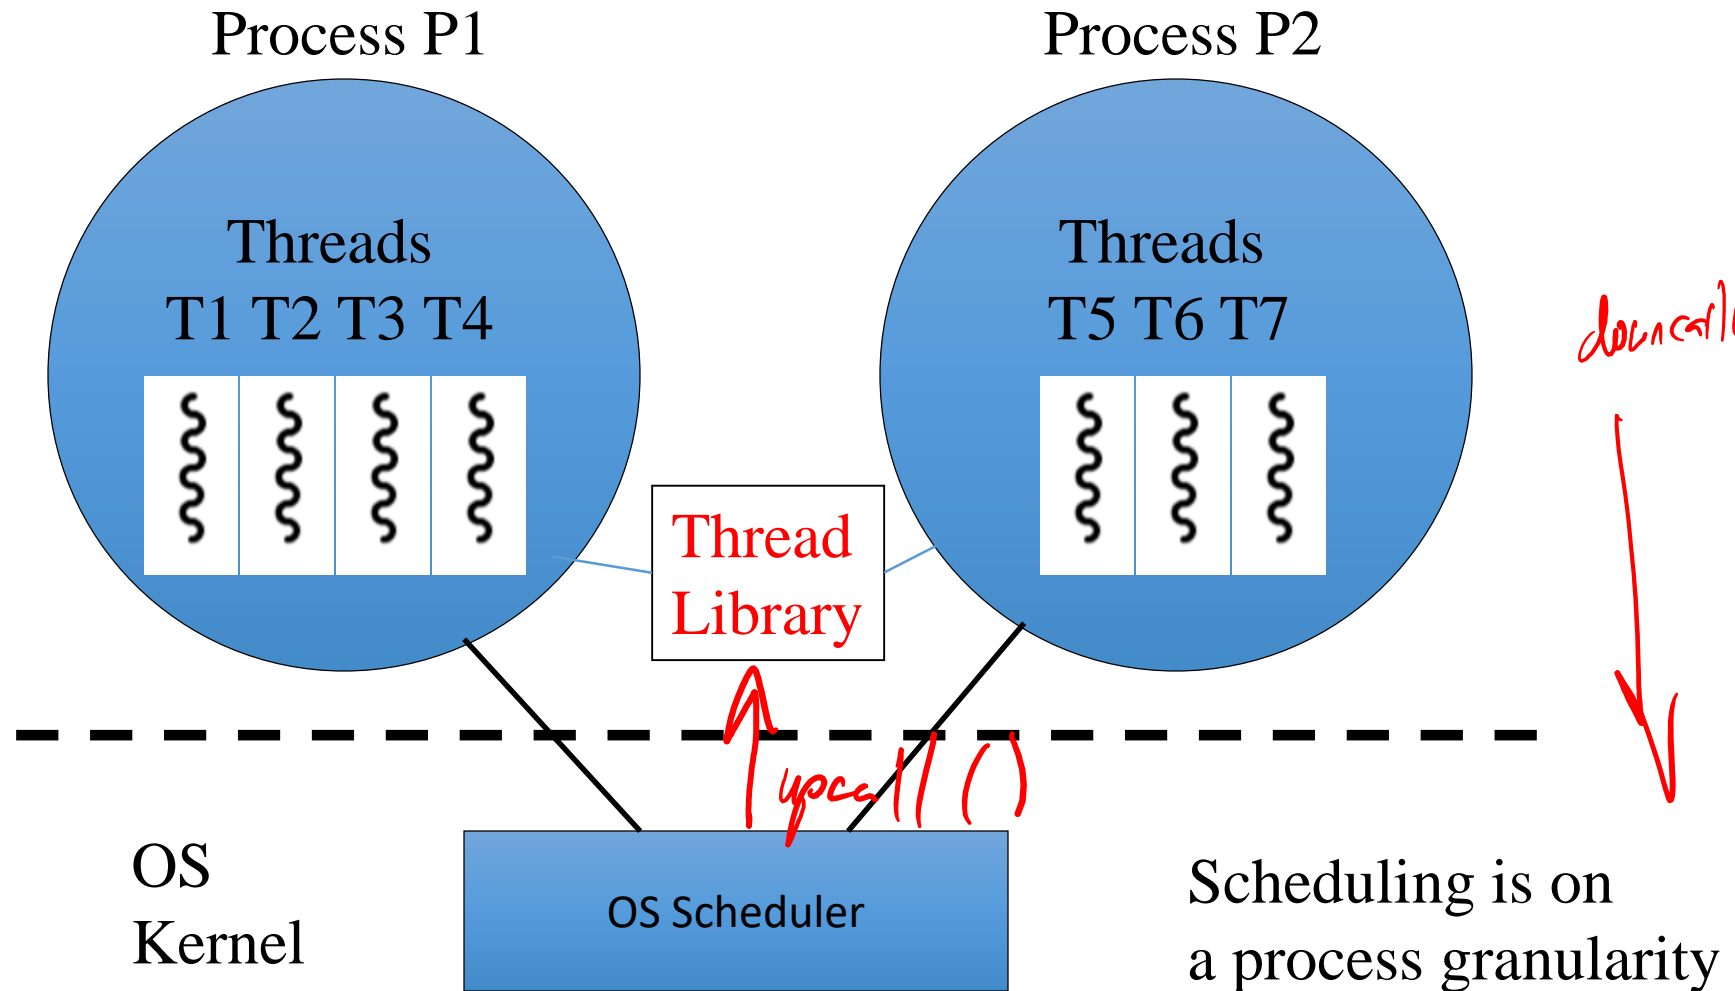 Process P1
Process P2
Threads
T1 T2 T3 T4
Threads
T5 T6 T7
downcall
Thread
Library
upcall()
OS
Kernel
OS Scheduler
Scheduling is on
a process granularity